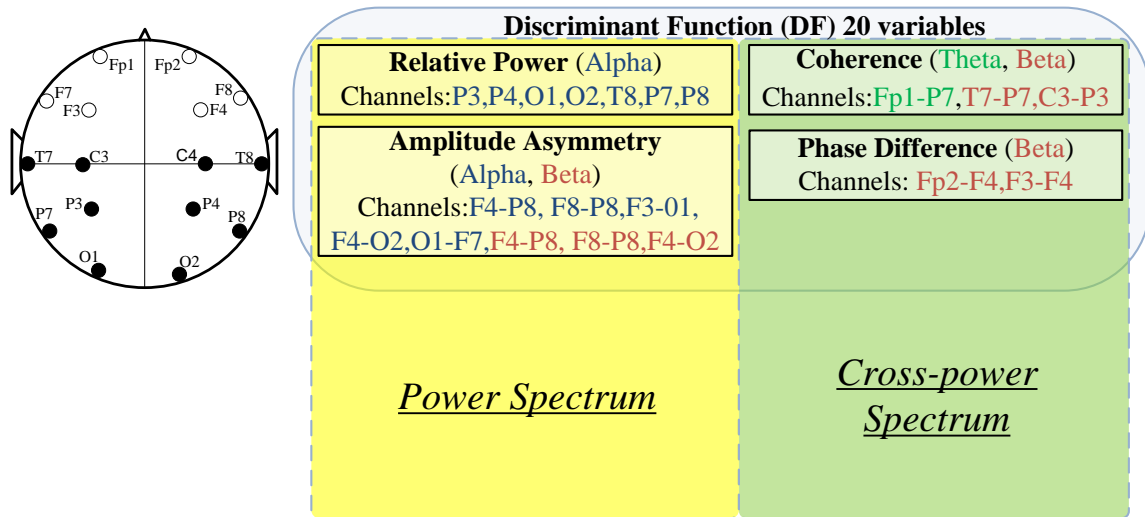 Discriminant Function (DF) 20 variables
Relative Power (Alpha)
Channels:P3,P4,O1,O2,T8,P7,P8
Amplitude Asymmetry
(Alpha, Beta)
Channels:F4-P8, F8-P8,F3-01,
F4-O2,O1-F7,F4-P8, F8-P8,F4-O2
Coherence (Theta, Beta)
Channels:Fp1-P7,T7-P7,C3-P3
Phase Difference (Beta)
Channels: Fp2-F4,F3-F4
Power Spectrum
Cross-power
Spectrum
Fp1 Fp2
F7 F8
F3 F4
T7 C3 C4 T8
P3 P4
P7 P8
O1 O2